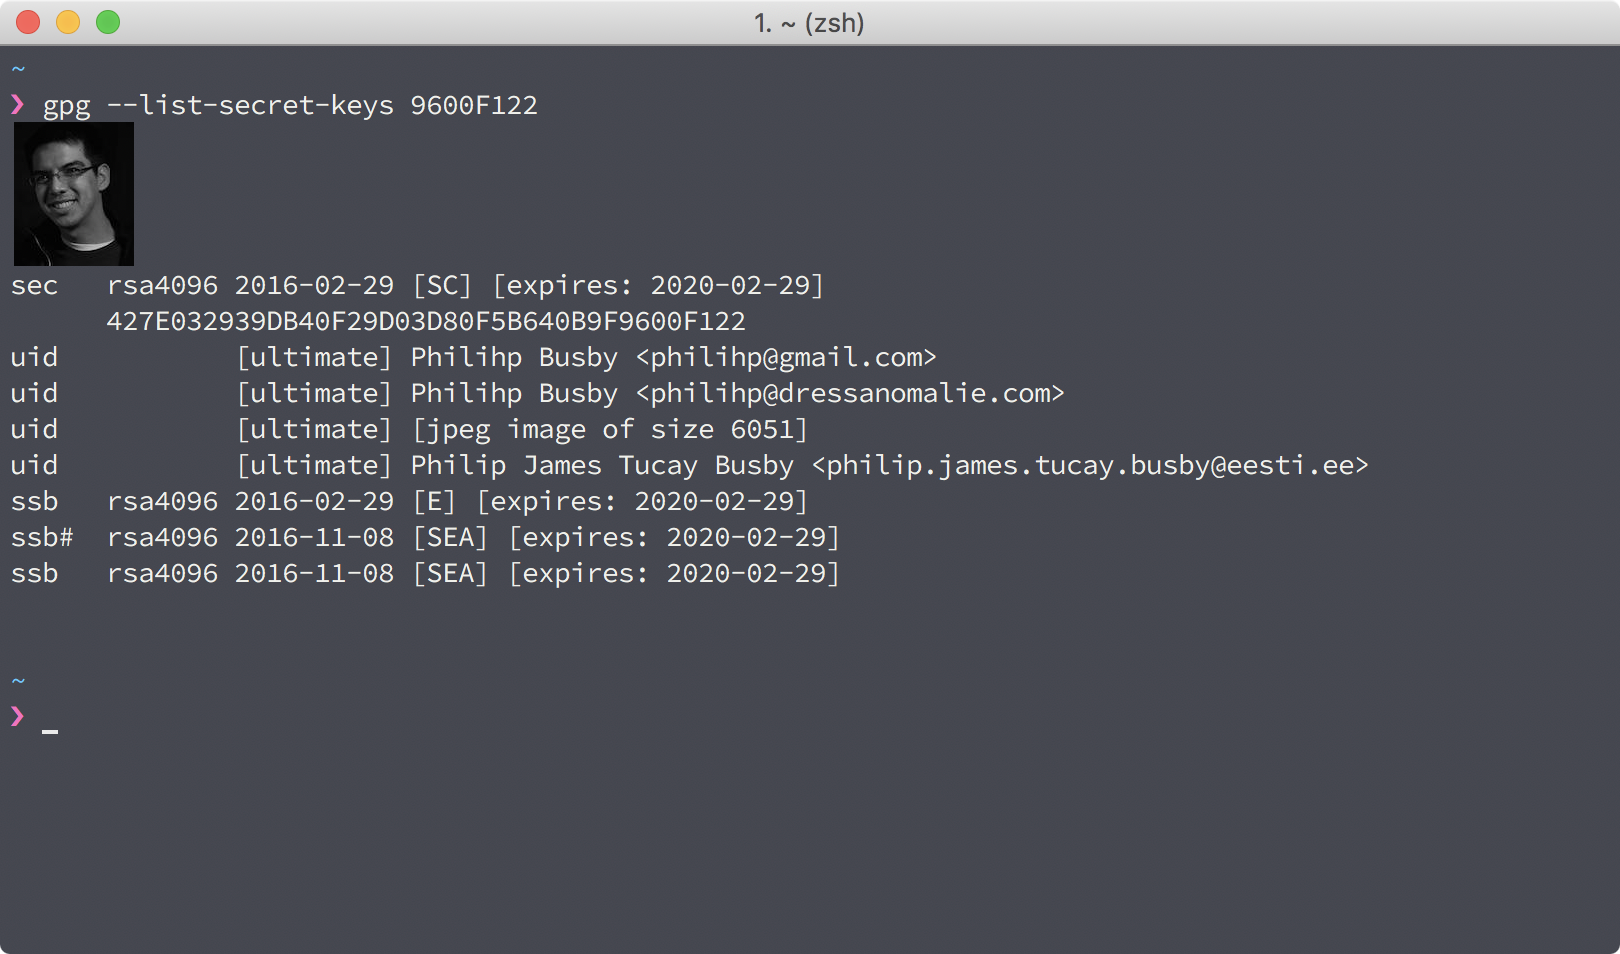 1. ~ (zsh)
~
❯ gpg --list-secret-keys 9600F122
sec   rsa4096 2016-02-29 [SC] [expires: 2020-02-29]
      427E032939DB40F29D03D80F5B640B9F9600F122
uid           [ultimate] Philihp Busby <philihp@gmail.com>
uid           [ultimate] Philihp Busby <philihp@dressanomalie.com>
uid           [ultimate] [jpeg image of size 6051]
uid           [ultimate] Philip James Tucay Busby <philip.james.tucay.busby@eesti.ee>
ssb   rsa4096 2016-02-29 [E] [expires: 2020-02-29]
ssb#  rsa4096 2016-11-08 [SEA] [expires: 2020-02-29]
ssb   rsa4096 2016-11-08 [SEA] [expires: 2020-02-29]
~
❯ _